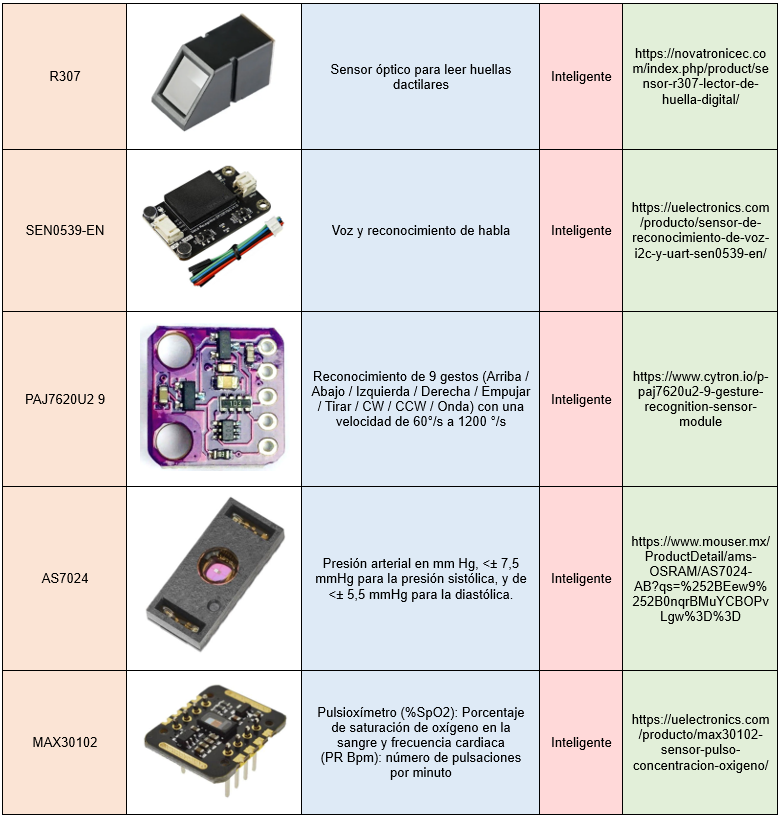 R307
Sensor óptico para leer huellas
dactilares
Inteligente
https://novatronicec.co
m/index.php/product/se
nsor-r307-lector-de-
huella-digital/
SEN0539-EN
Voz y reconocimiento de habla
Inteligente
https://uelectronics.com
/producto/sensor-de-
reconocimiento-de-voz-
i2c-y-uart-sen0539-en/
PAJ7620U2 9
Reconocimiento de 9 gestos (Arriba /
Abajo / Izquierda / Derecha / Empujar
/ Tirar / CW / CCW / Onda) con una
velocidad de 60°/s a 1200 °/s
Inteligente
https://www.cytron.io/p-
paj7620u2-9-gesture-
recognition-sensor-
module
AS7024
Presión arterial en mm Hg, <± 7,5
mmHg para la presión sistólica, y de
<± 5,5 mmHg para la diastólica.
Inteligente
https://www.mouser.mx/
ProductDetail/ams-
OSRAM/AS7024-
AB?qs=%252BEew9%
252B0nqrBMuYCBOPv
Lgw%3D%3D
MAX30102
Pulsioxímetro (%SpO2): Porcentaje
de saturación de oxígeno en la
sangre y frecuencia cardiaca
(PR Bpm): número de pulsaciones
por minuto
Inteligente
https://uelectronics.com
/producto/max30102-
sensor-pulso-
concentracion-oxigeno/